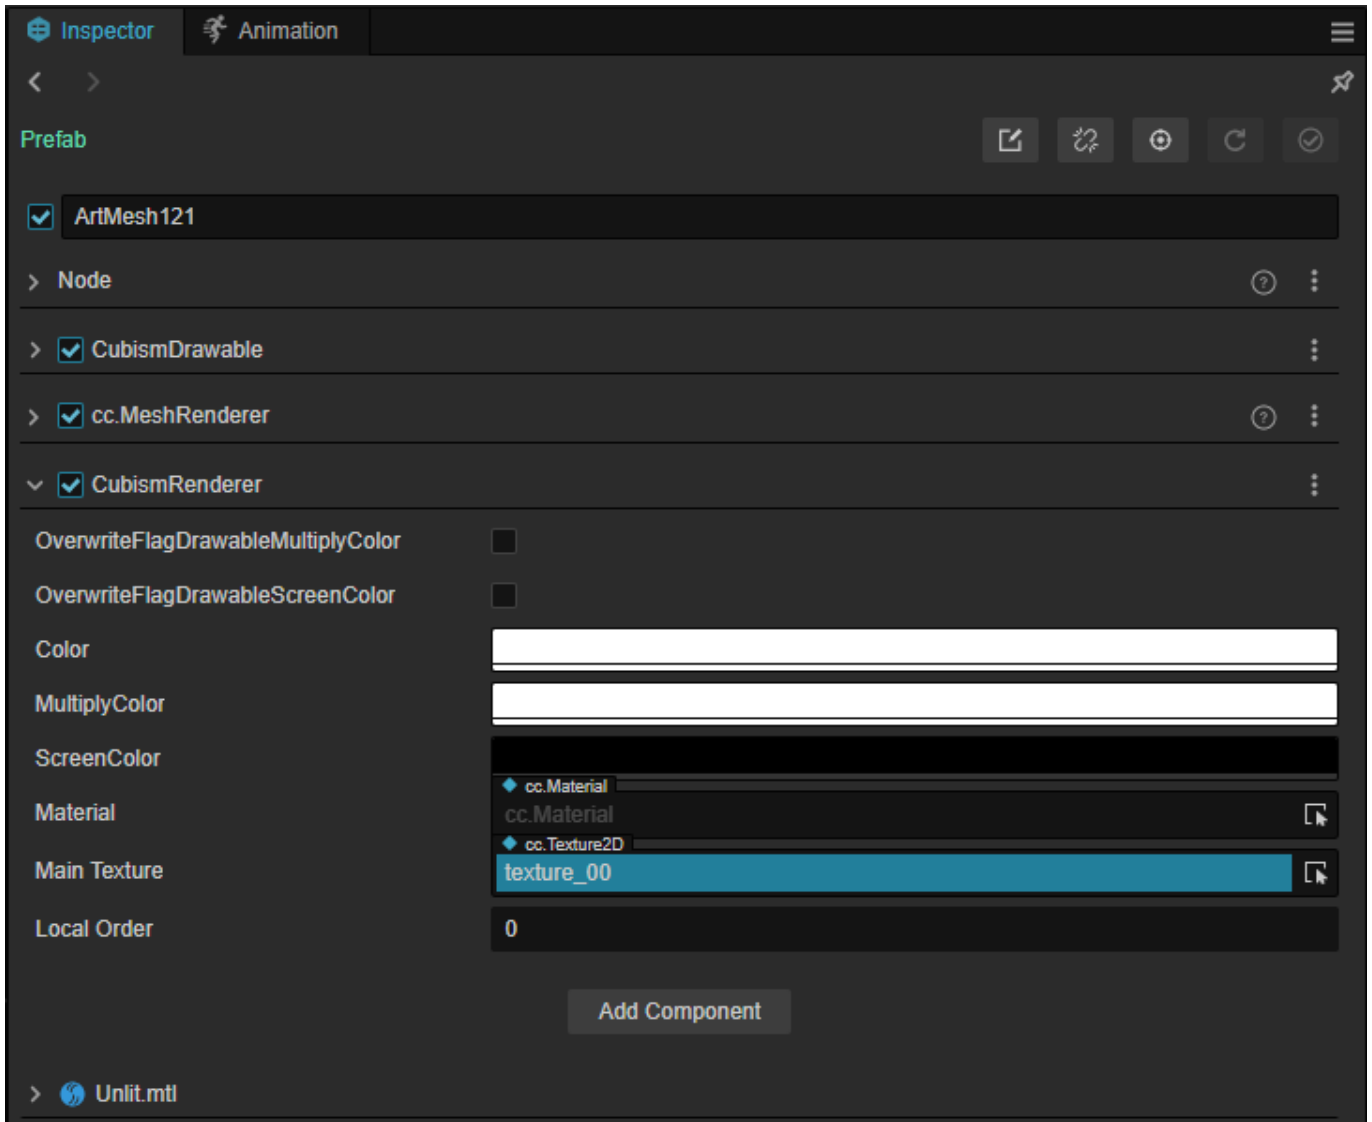 Inspector Animation
Prefab
ArtMesh121
Node
CubismDrawable
cc.MeshRenderer
CubismRenderer
OverwriteFlagDrawableMultiplyColor
OverwriteFlagDrawableScreenColor
Color
MultiplyColor
ScreenColor
cc.Material
Material cc.Material
cc.Texture2D
Main Texture texture_00
Local Order 0
Add Component
Unlit.mtl